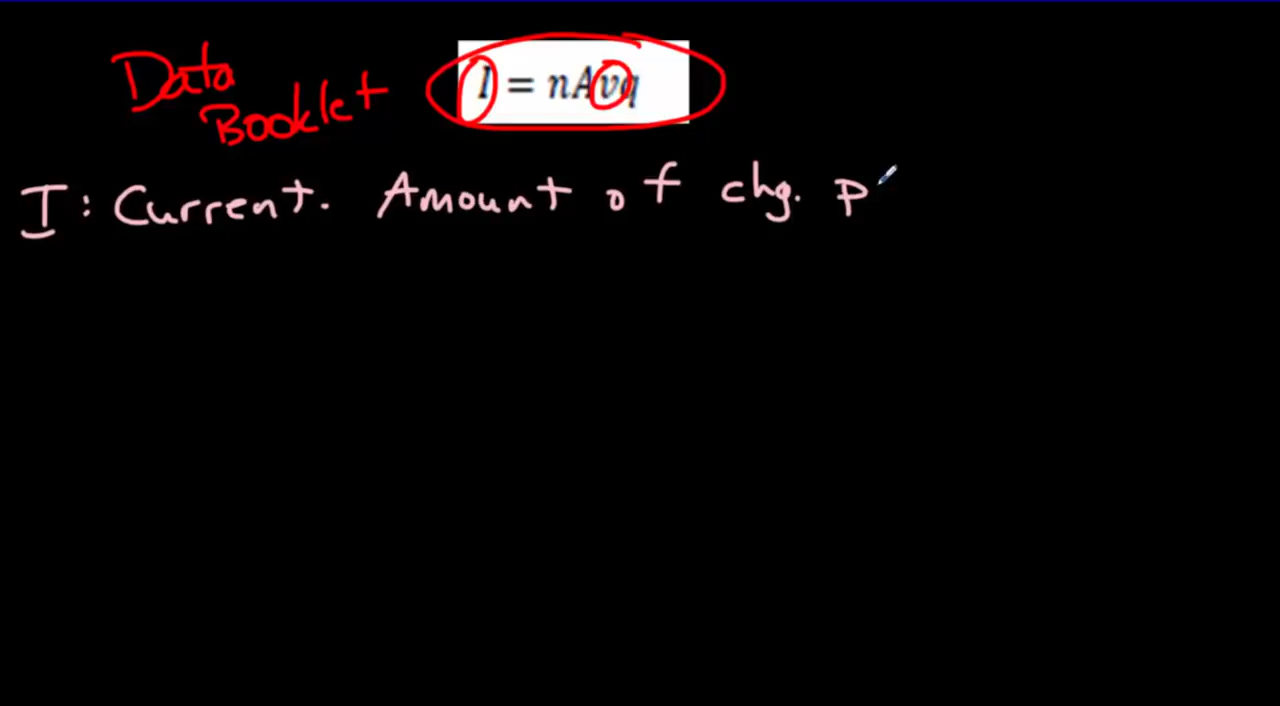 Data
Booklet
I = nAvq
I: Current. Amount of chg. p